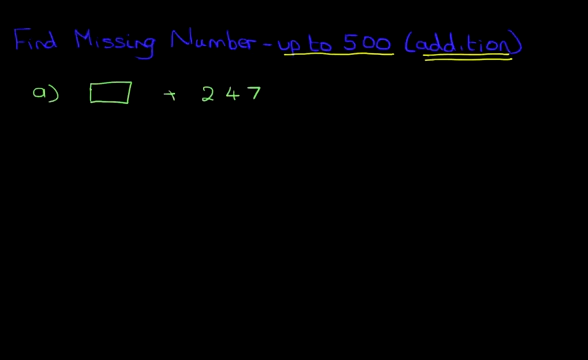 Find Missing Number - up to 500 (addition)
a) □ + 247